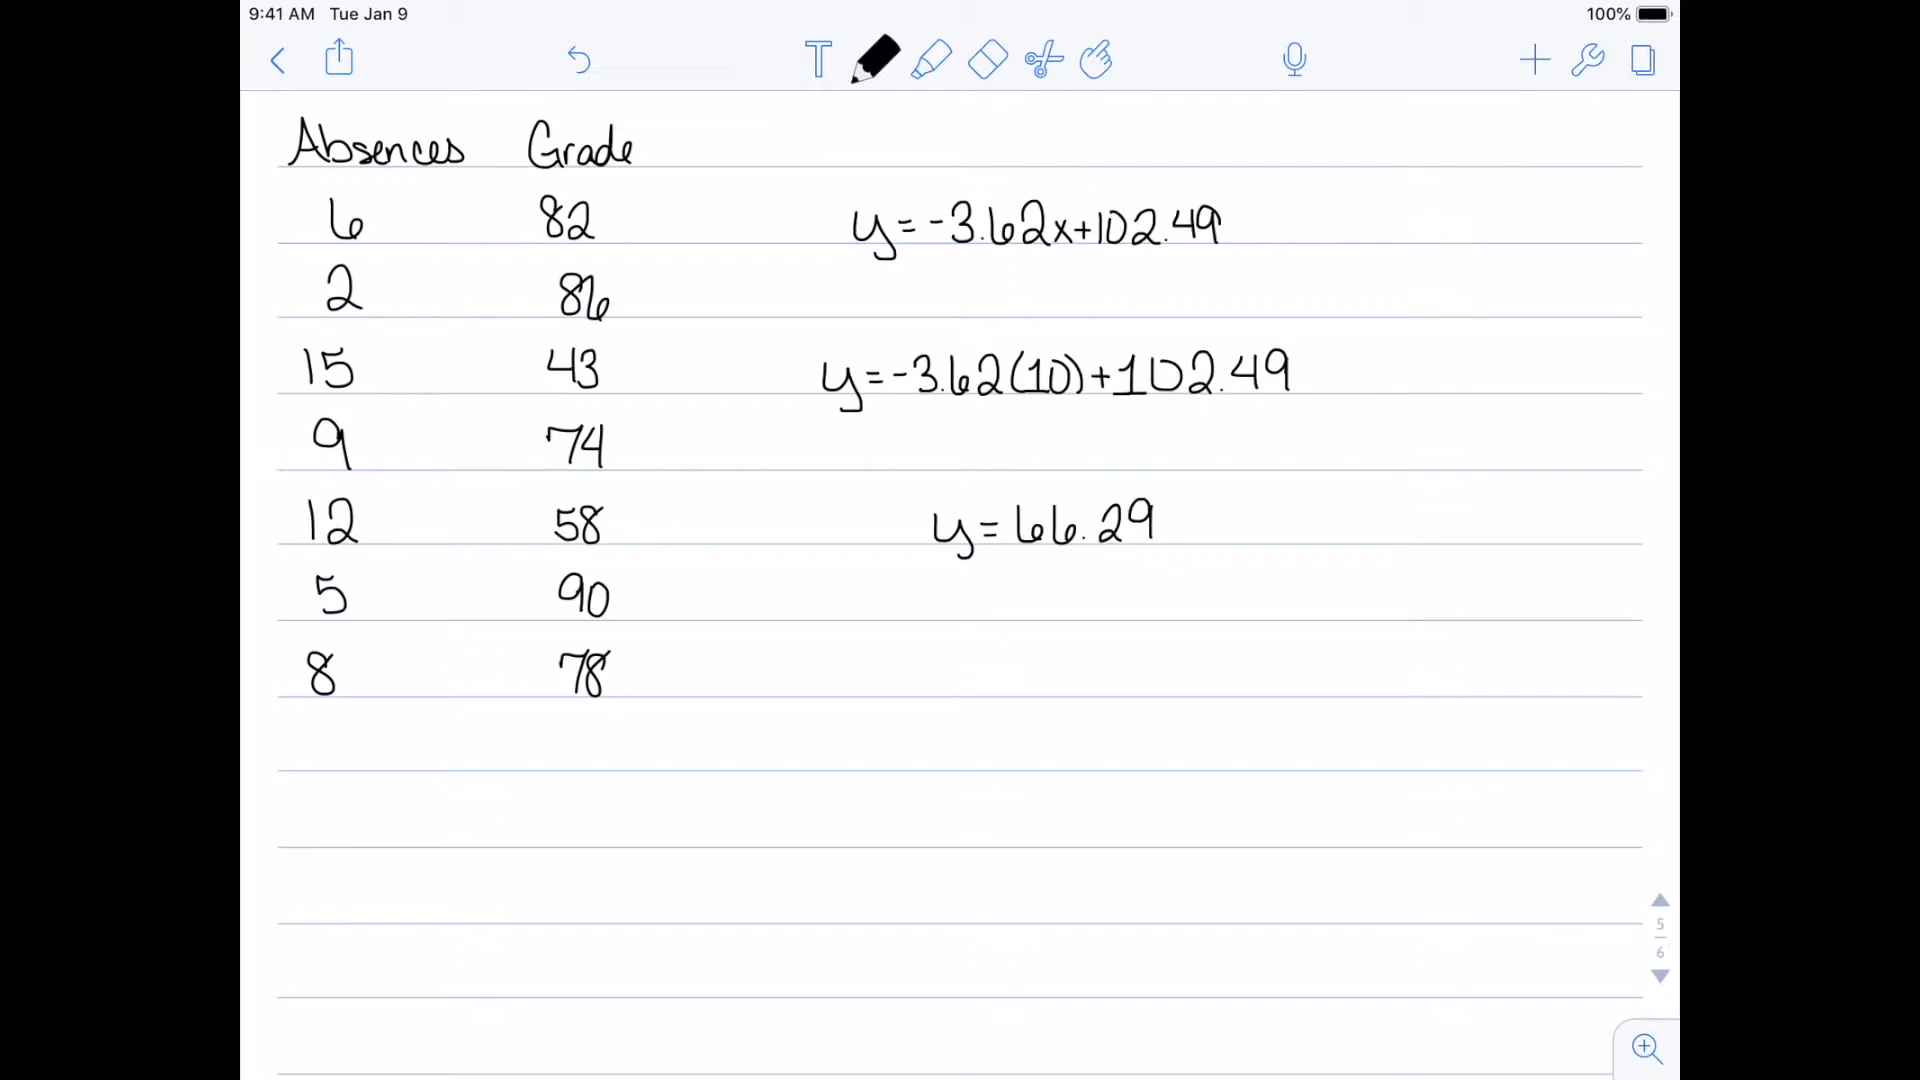 9:41 AM Tue Jan 9 100%
T
Absences Grade
6 82 y=-3.62x+102.49
2 86
15 43 y=-3.62(10)+102.49
9 74
12 58 y=66.29
5 90
8 78
5
6